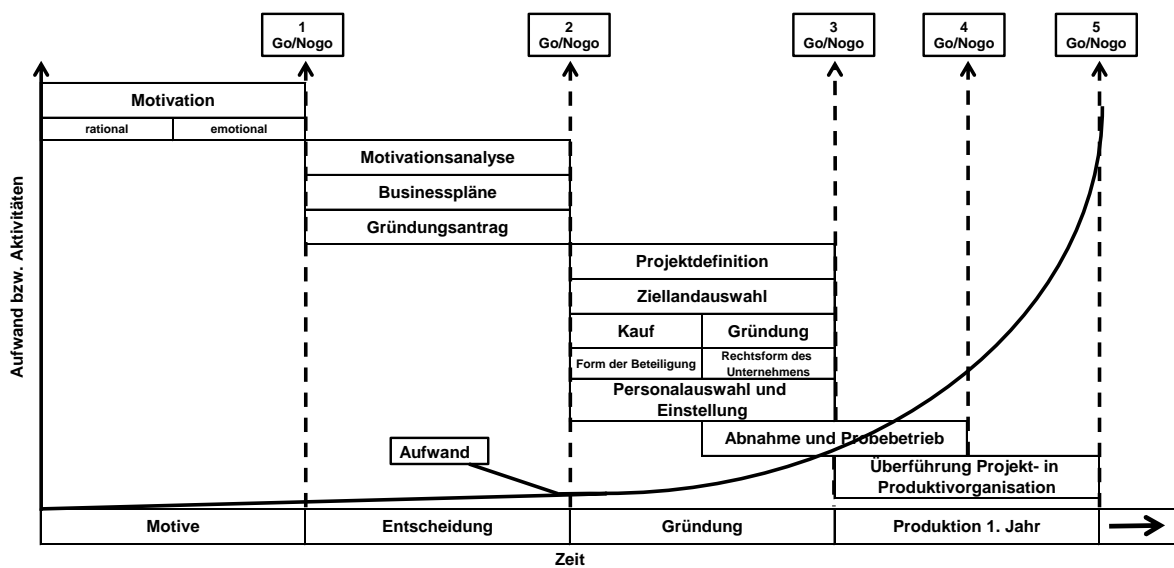 1
Go/Nogo
2
Go/Nogo
3
Go/Nogo
4
Go/Nogo
5
Go/Nogo
Aufwand bzw. Aktivitäten
Motivation
rational
emotional
Motivationsanalyse
Businesspläne
Gründungsantrag
Projektdefinition
Ziellandauswahl
Kauf
Gründung
Form der Beteiligung
Rechtsform des
Unternehmens
Personalauswahl und
Einstellung
Abnahme und Probebetrieb
Aufwand
Überführung Projekt- in
Produktivorganisation
Motive
Entscheidung
Gründung
Produktion 1. Jahr
Zeit